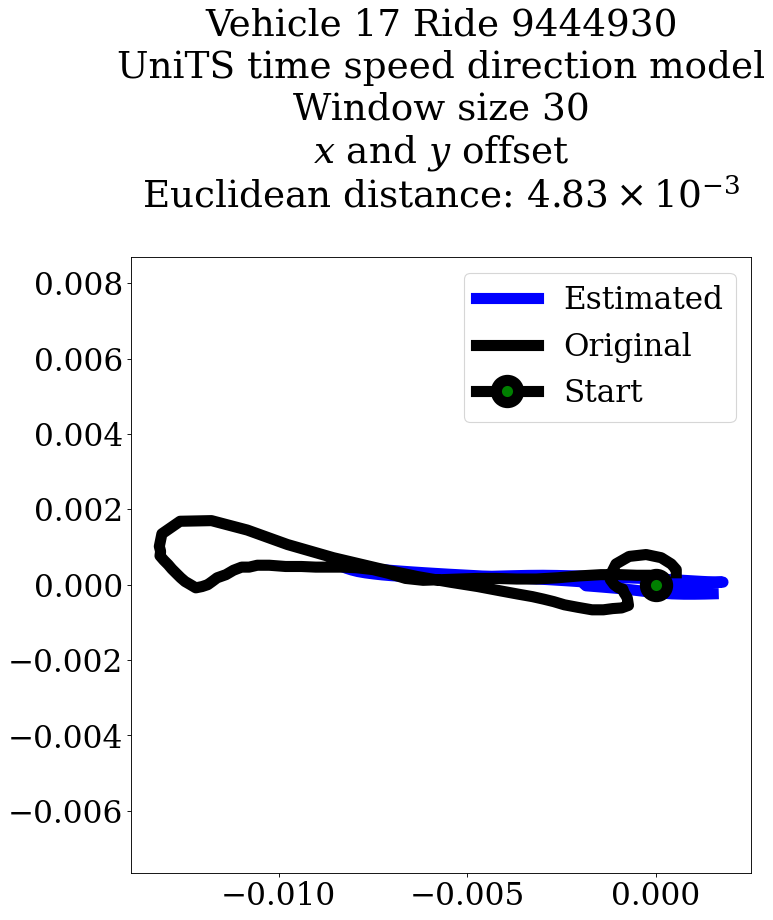 Vehicle 17 Ride 9444930
UniTS time speed direction model
Window size 30
x and y offset
Euclidean distance: 4.83 × 10⁻³
Estimated
Original
Start
0.008
0.006
0.004
0.002
0.000
−0.002
−0.004
−0.006
−0.010
−0.005
0.000